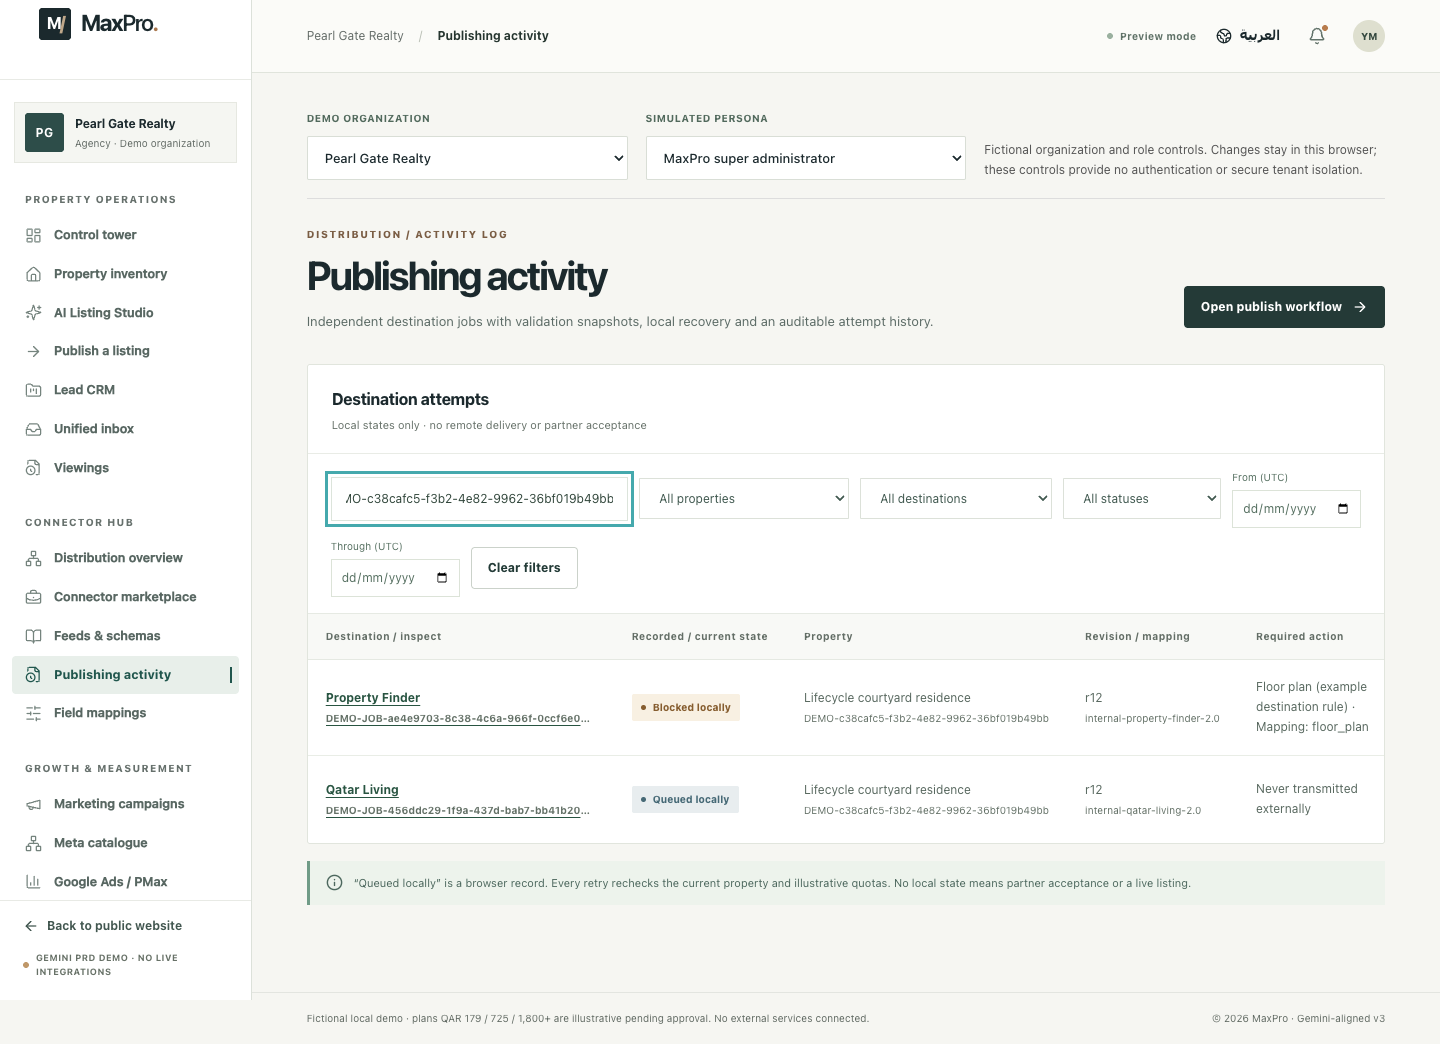 M/ MaxPro.
PG
Pearl Gate Realty
Agency · Demo organization
PROPERTY OPERATIONS
Control tower
Property inventory
AI Listing Studio
Publish a listing
Lead CRM
Unified inbox
Viewings
CONNECTOR HUB
Distribution overview
Connector marketplace
Feeds & schemas
Publishing activity
Field mappings
GROWTH & MEASUREMENT
Marketing campaigns
Meta catalogue
Google Ads / PMax
Back to public website
GEMINI PRD DEMO · NO LIVE
INTEGRATIONS
Pearl Gate Realty / Publishing activity
Preview mode
العربية
YM
DEMO ORGANIZATION
Pearl Gate Realty
SIMULATED PERSONA
MaxPro super administrator
Fictional organization and role controls. Changes stay in this browser;
these controls provide no authentication or secure tenant isolation.
DISTRIBUTION / ACTIVITY LOG
Publishing activity
Independent destination jobs with validation snapshots, local recovery and an auditable attempt history.
Open publish workflow
Destination attempts
Local states only · no remote delivery or partner acceptance
MO-c38cafc5-f3b2-4e82-9962-36bf019b49bb
All properties
All destinations
All statuses
From (UTC)
dd/mm/yyyy
Through (UTC)
dd/mm/yyyy
Clear filters
Destination / inspect Recorded / current state Property Revision / mapping Required action
Property Finder
DEMO-JOB-ae4e9703-8c38-4c6a-966f-0ccf6e0...
Blocked locally
Lifecycle courtyard residence
DEMO-c38cafc5-f3b2-4e82-9962-36bf019b49bb
r12
internal-property-finder-2.0
Floor plan (example
destination rule) ·
Mapping: floor_plan
Qatar Living
DEMO-JOB-456ddc29-1f9a-437d-bab7-bb41b20...
Queued locally
Lifecycle courtyard residence
DEMO-c38cafc5-f3b2-4e82-9962-36bf019b49bb
r12
internal-qatar-living-2.0
Never transmitted
externally
“Queued locally” is a browser record. Every retry rechecks the current property and illustrative quotas. No local state means partner acceptance or a live listing.
Fictional local demo · plans QAR 179 / 725 / 1,800+ are illustrative pending approval. No external services connected.
© 2026 MaxPro · Gemini-aligned v3